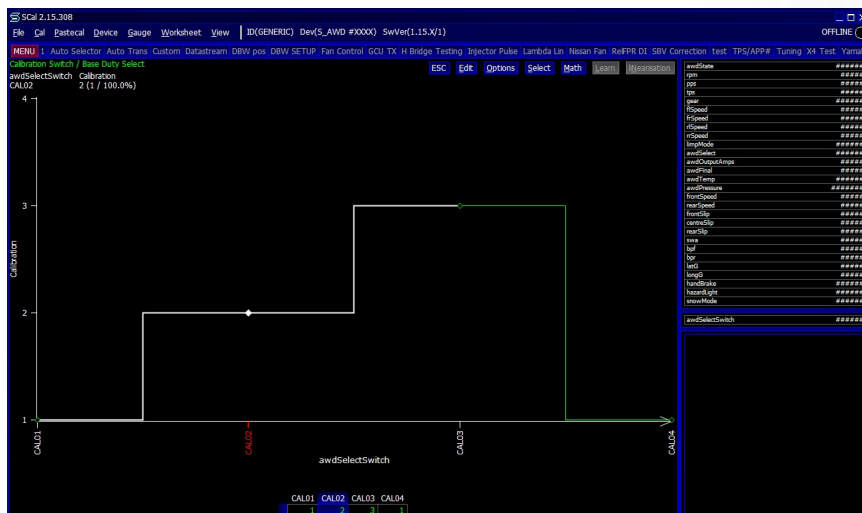 SCal 2.15.308
File Cal Pastecal Device Gauge Worksheet View ID(GENERIC) Dev(S_AWD #XXXX) SwVer(1.15.X/1) OFFLINE
MENU 1 Auto Selector Auto Trans Custom Datastream DBW pos DBW SETUP Fan Control GCU TX H Bridge Testing Injector Pulse Lambda Lin Nissan Fan RelFPR DI SBV Correction test TPS/APP# Tuning X4 Test Yamal
Calibration Switch / Base Duty Select
ESC Edit Options Select Math Learn liNearisation
awdSelectSwitch Calibration
CAL02 2 (1 / 100.0%)
4
3
2
1
Calibration
CAL01 CAL02 CAL03 CAL04
awdSelectSwitch
CAL01 CAL02 CAL03 CAL04
1 2 3 1
awdState ######
rpm #####
pps #####
tps #####
gear ######
flSpeed #####
frSpeed #####
rlSpeed #####
rrSpeed #####
limpMode ######
awdSelect ######
awdOutputAmps #####
awdFinal #####
awdTemp ######
awdPressure #######
frontSpeed #####
rearSpeed #####
frontSlip #####
centreSlip #####
rearSlip #####
swa #####
bpf #####
bpr #####
latG #####
longG #####
handBrake ######
hazardLight ######
snowMode ######
awdSelectSwitch ######